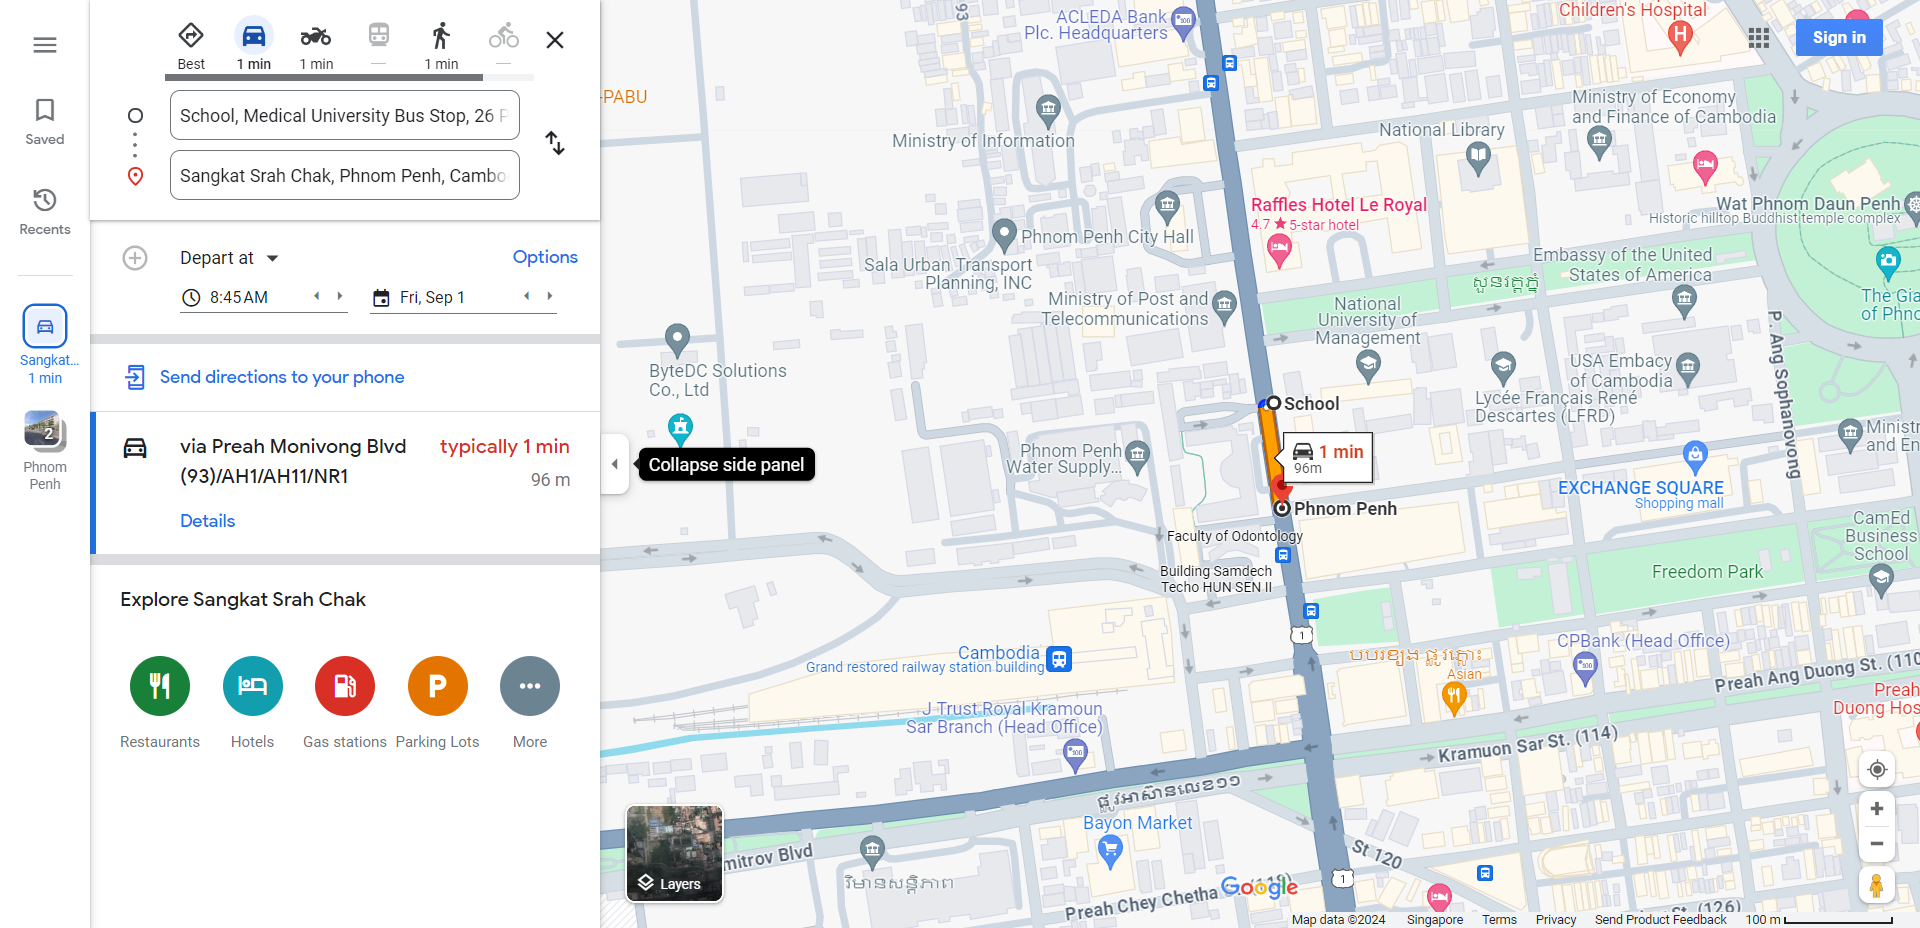 Saved
Recents
Sangkat...
1 min
2
Phnom
Penh
Best
1 min
1 min
—
1 min
—
School, Medical University Bus Stop, 26 P
Sangkat Srah Chak, Phnom Penh, Cambo
Depart at
Options
8:45 AM
Fri, Sep 1
Send directions to your phone
via Preah Monivong Blvd
(93)/AH1/AH11/NR1
typically 1 min
96 m
Details
Explore Sangkat Srah Chak
Restaurants
Hotels
Gas stations
Parking Lots
More
Collapse side panel
Layers
-PABU
93
ACLEDA Bank
Plc. Headquarters
Children's Hospital
Sign in
Ministry of Information
National Library
Ministry of Economy
and Finance of Cambodia
Raffles Hotel Le Royal
4.7 ★ 5-star hotel
Wat Phnom Daun Penh
Historic hilltop Buddhist temple complex
Phnom Penh City Hall
Sala Urban Transport
Planning, INC
Embassy of the United
States of America
សួនវត្តភ្នំ
Ministry of Post and
Telecommunications
National
University of
Management
The Gia
of Phno
P. Ang Sophanovong
ByteDC Solutions
Co., Ltd
USA Embacy
of Cambodia
Lycée Français René
Descartes (LFRD)
School
1 min
96m
Phnom Penh
Phnom Penh
Water Supply...
Ministr
and En
EXCHANGE SQUARE
Shopping mall
Faculty of Odontology
Building Samdech
Techo HUN SEN II
CamEd
Business
School
Freedom Park
1
Cambodia
Grand restored railway station building
CPBank (Head Office)
Asian
Preah Ang Duong St. (110
Preah
Duong Hos
J Trust Royal Kramoun
Sar Branch (Head Office)
Kramuon Sar St. (114)
Bayon Market
mitrov Blvd
St 120
1
Preah Chey Chetha
Google
Map data ©2024
Singapore
Terms
Privacy
Send Product Feedback
100 m